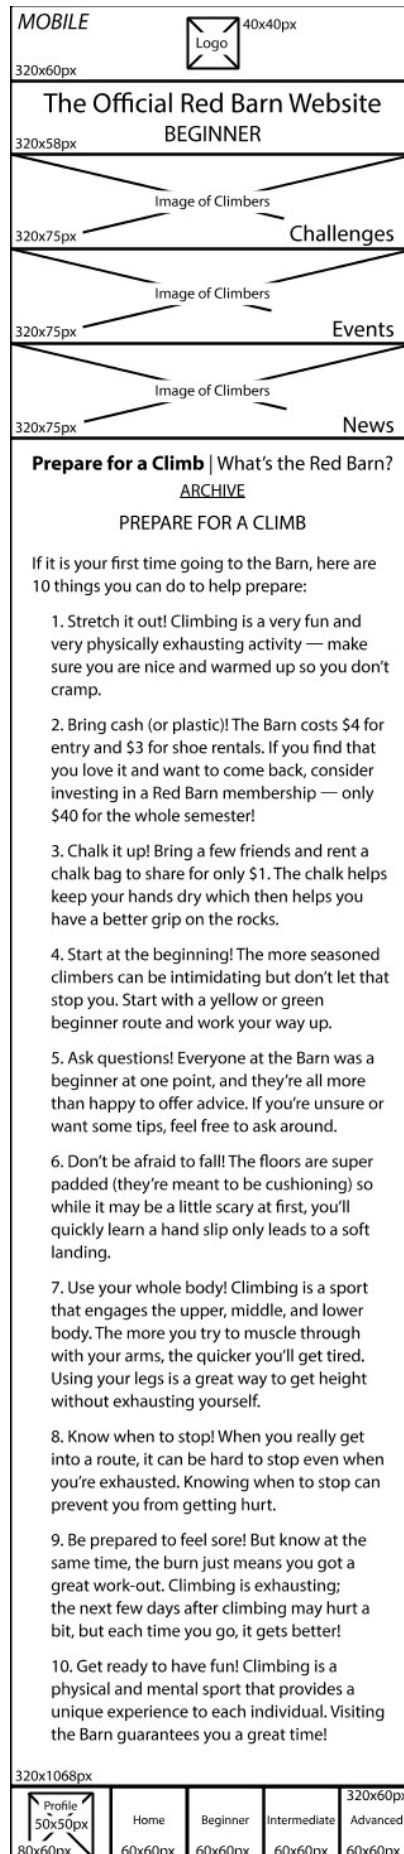 MOBILE
40x40px
Logo
320x60px
The Official Red Barn Website
BEGINNER
320x58px
Image of Climbers
320x75px
Challenges
Image of Climbers
320x75px
Events
Image of Climbers
320x75px
News
Prepare for a Climb | What's the Red Barn?
ARCHIVE
PREPARE FOR A CLIMB
If it is your first time going to the Barn, here are
10 things you can do to help prepare:
1. Stretch it out! Climbing is a very fun and
very physically exhausting activity — make
sure you are nice and warmed up so you don't
cramp.
2. Bring cash (or plastic)! The Barn costs $4 for
entry and $3 for shoe rentals. If you find that
you love it and want to come back, consider
investing in a Red Barn membership — only
$40 for the whole semester!
3. Chalk it up! Bring a few friends and rent a
chalk bag to share for only $1. The chalk helps
keep your hands dry which then helps you
have a better grip on the rocks.
4. Start at the beginning! The more seasoned
climbers can be intimidating but don't let that
stop you. Start with a yellow or green
beginner route and work your way up.
5. Ask questions! Everyone at the Barn was a
beginner at one point, and they're all more
than happy to offer advice. If you're unsure or
want some tips, feel free to ask around.
6. Don't be afraid to fall! The floors are super
padded (they're meant to be cushioning) so
while it may be a little scary at first, you'll
quickly learn a hand slip only leads to a soft
landing.
7. Use your whole body! Climbing is a sport
that engages the upper, middle, and lower
body. The more you try to muscle through
with your arms, the quicker you'll get tired.
Using your legs is a great way to get height
without exhausting yourself.
8. Know when to stop! When you really get
into a route, it can be hard to stop even when
you're exhausted. Knowing when to stop can
prevent you from getting hurt.
9. Be prepared to feel sore! But know at the
same time, the burn just means you got a
great work-out. Climbing is exhausting;
the next few days after climbing may hurt a
bit, but each time you go, it gets better!
10. Get ready to have fun! Climbing is a
physical and mental sport that provides a
unique experience to each individual. Visiting
the Barn guarantees you a great time!
320x1068px
320x60px
Profile
50x50px
80x60px
Home
60x60px
Beginner
60x60px
Intermediate
60x60px
Advanced
60x60px